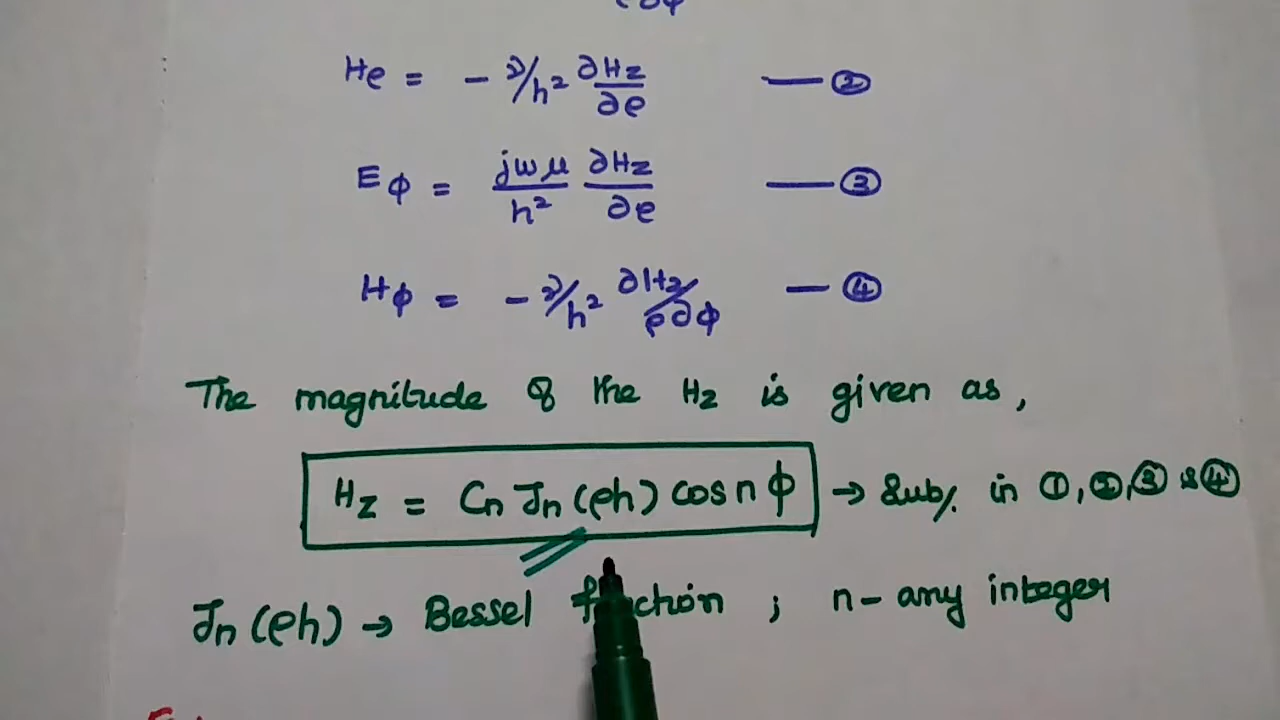 Hρ = - γ/h² ∂Hz/∂ρ — ②
Eϕ = jωμ/h² ∂Hz/∂ρ — ③
Hϕ = - γ/h² ∂Hz/ρ∂ϕ — ④
The magnitude of the Hz is given as,
Hz = Cn Jn (ρh) cos n ϕ → Sub/. in ①, ②, ③ & ④
Jn (ρh) → Bessel function ; n - any integer